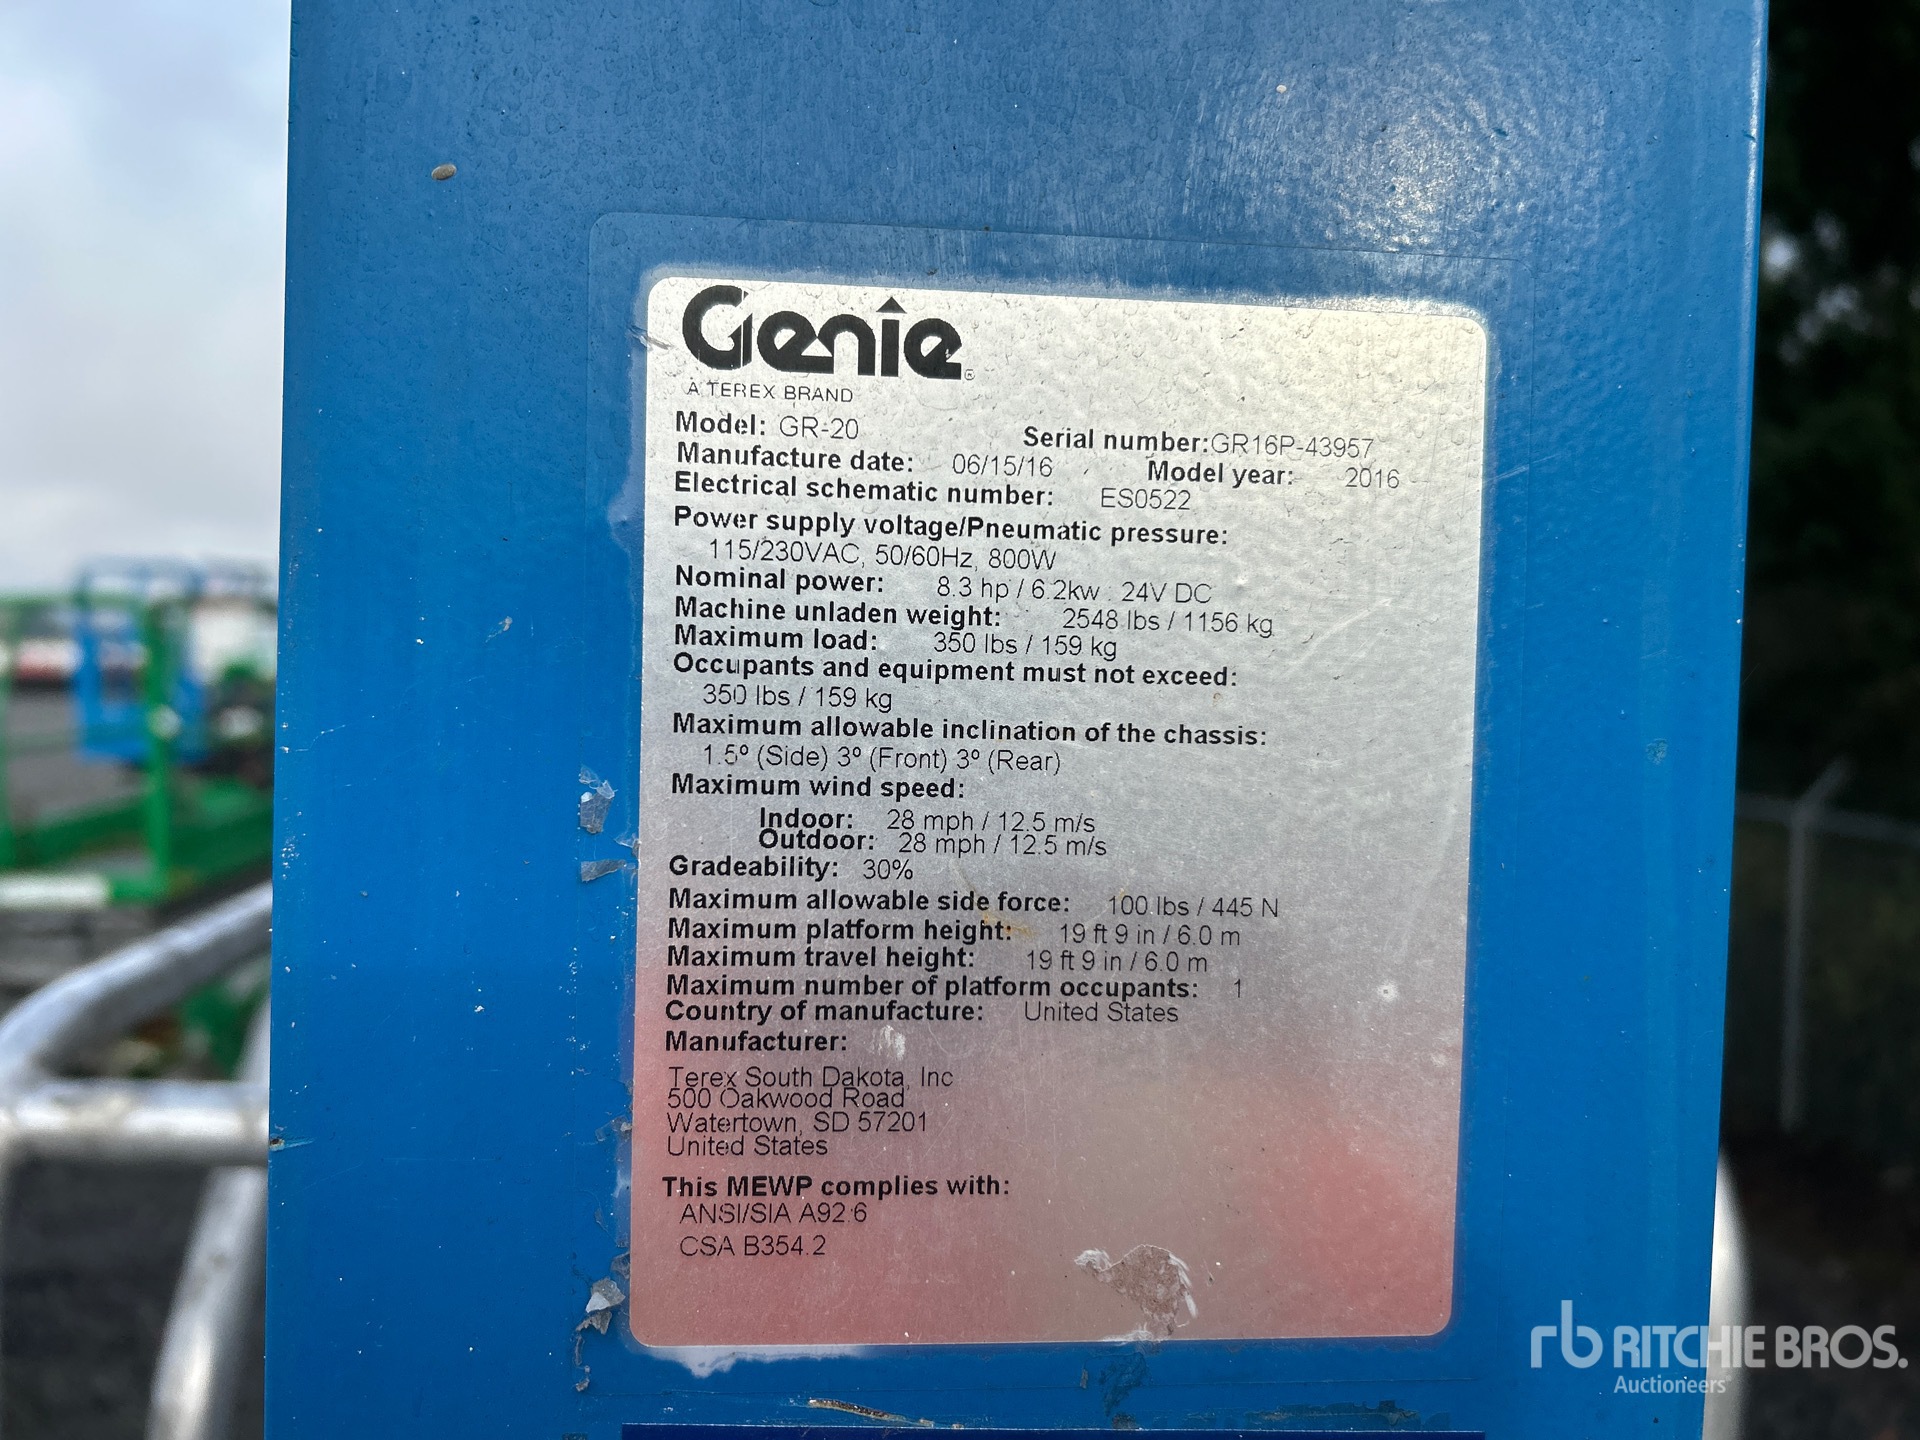 Genie®
A TEREX BRAND
Model: GR-20 Serial number:GR16P-43957
Manufacture date: 06/15/16 Model year: 2016
Electrical schematic number: ES0522
Power supply voltage/Pneumatic pressure:
115/230VAC, 50/60Hz, 800W
Nominal power: 8.3 hp / 6.2kw : 24V DC
Machine unladen weight: 2548 lbs / 1156 kg
Maximum load: 350 lbs / 159 kg
Occupants and equipment must not exceed:
350 lbs / 159 kg
Maximum allowable inclination of the chassis:
1.5º (Side) 3º (Front) 3º (Rear)
Maximum wind speed:
Indoor: 28 mph / 12.5 m/s
Outdoor: 28 mph / 12.5 m/s
Gradeability: 30%
Maximum allowable side force: 100 lbs / 445 N
Maximum platform height: 19 ft 9 in / 6.0 m
Maximum travel height: 19 ft 9 in / 6.0 m
Maximum number of platform occupants: 1
Country of manufacture: United States
Manufacturer:
Terex South Dakota, Inc
500 Oakwood Road
Watertown, SD 57201
United States
This MEWP complies with:
ANSI/SIA A92.6
CSA B354.2
rb RITCHIE BROS.
Auctioneers